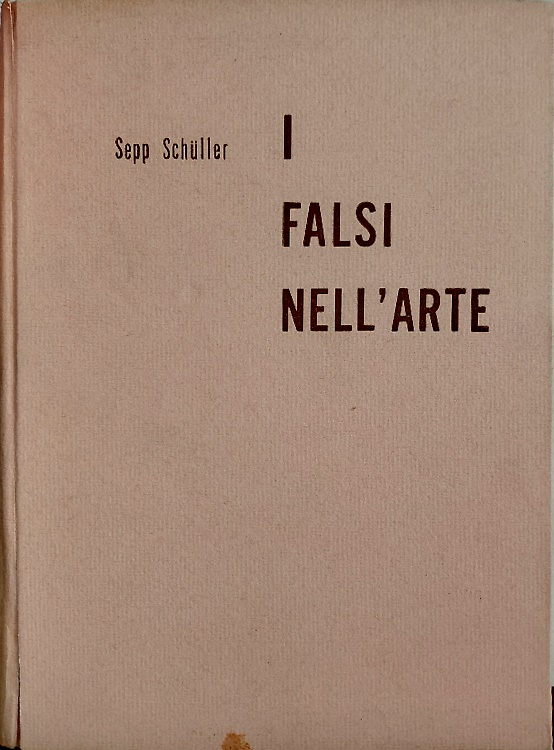 Sepp Schüller
I
FALSI
NELL'ARTE